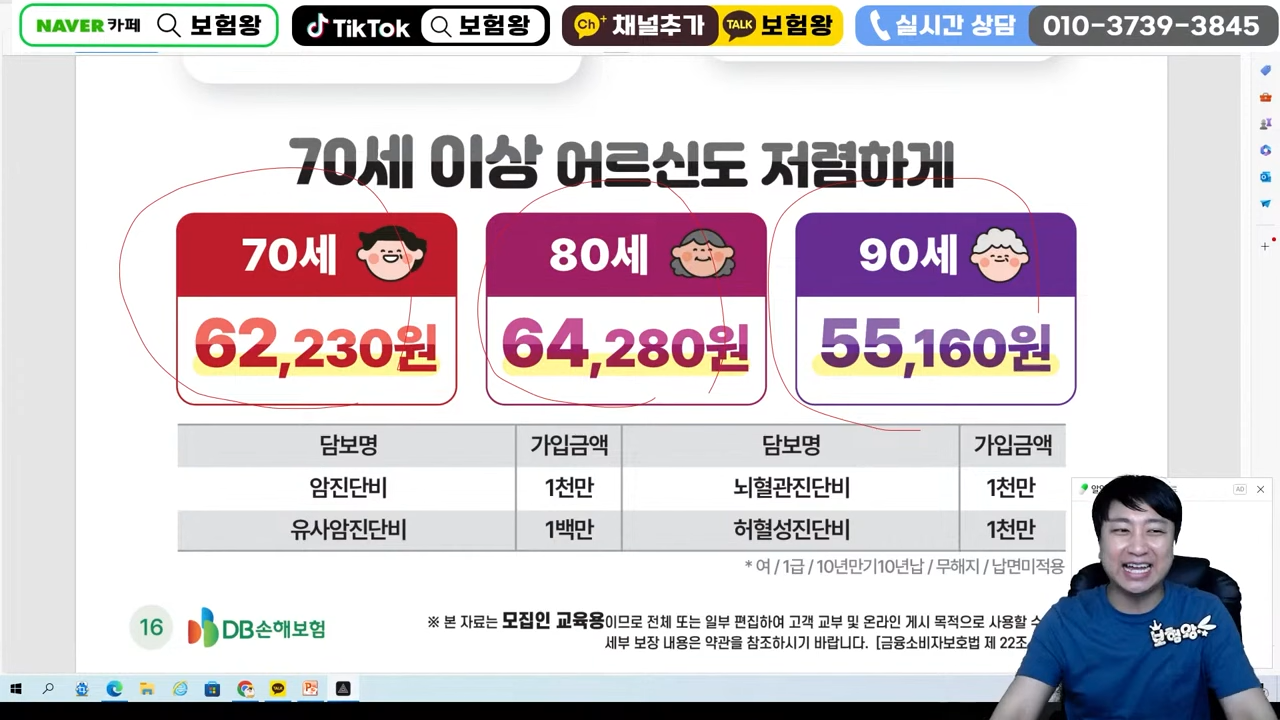 NAVER 카페 보험왕
TikTok 보험왕
Ch+ 채널추가 TALK 보험왕
실시간 상담 010-3739-3845
70세 이상 어르신도 저렴하게
70세
62,230원
80세
64,280원
90세
55,160원
담보명 가입금액 담보명 가입금액
암진단비 1천만 뇌혈관진단비 1천만
유사암진단비 1백만 허혈성진단비 1천만
* 여 / 1급 / 10년만기10년납 / 무해지 / 납면미적용
16 DB손해보험
※ 본 자료는 모집인 교육용이므로 전체 또는 일부 편집하여 고객 교부 및 온라인 게시 목적으로 사용할 수
세부 보장 내용은 약관을 참조하시기 바랍니다. [금융소비자보호법 제 22조
AD
보험왕